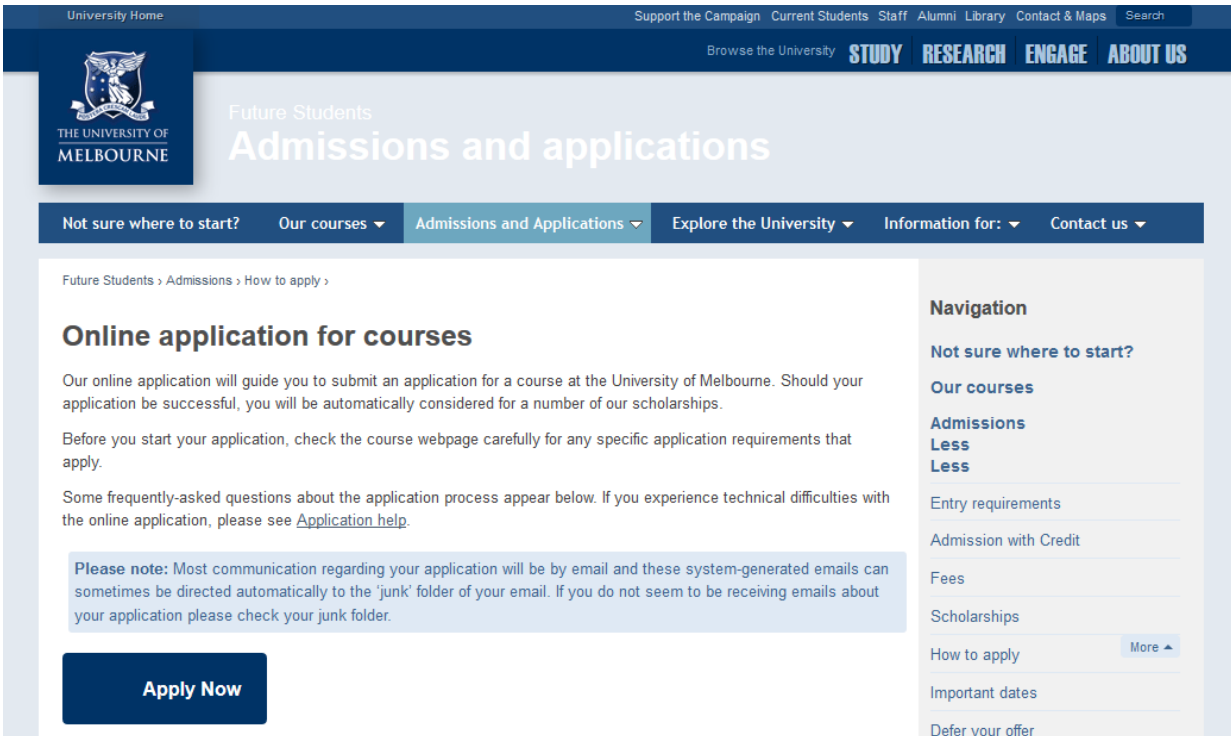 University Home
Support the Campaign Current Students Staff Alumni Library Contact & Maps Search
Browse the University STUDY RESEARCH ENGAGE ABOUT US
THE UNIVERSITY OF
MELBOURNE
Future Students
Admissions and applications
Not sure where to start? Our courses Admissions and Applications Explore the University Information for: Contact us
Future Students › Admissions › How to apply ›
Online application for courses
Our online application will guide you to submit an application for a course at the University of Melbourne. Should your
application be successful, you will be automatically considered for a number of our scholarships.
Before you start your application, check the course webpage carefully for any specific application requirements that
apply.
Some frequently-asked questions about the application process appear below. If you experience technical difficulties with
the online application, please see Application help.
Please note: Most communication regarding your application will be by email and these system-generated emails can
sometimes be directed automatically to the ‘junk’ folder of your email. If you do not seem to be receiving emails about
your application please check your junk folder.
Apply Now
Navigation
Not sure where to start?
Our courses
Admissions
Less
Less
Entry requirements
Admission with Credit
Fees
Scholarships
How to apply More
Important dates
Defer your offer